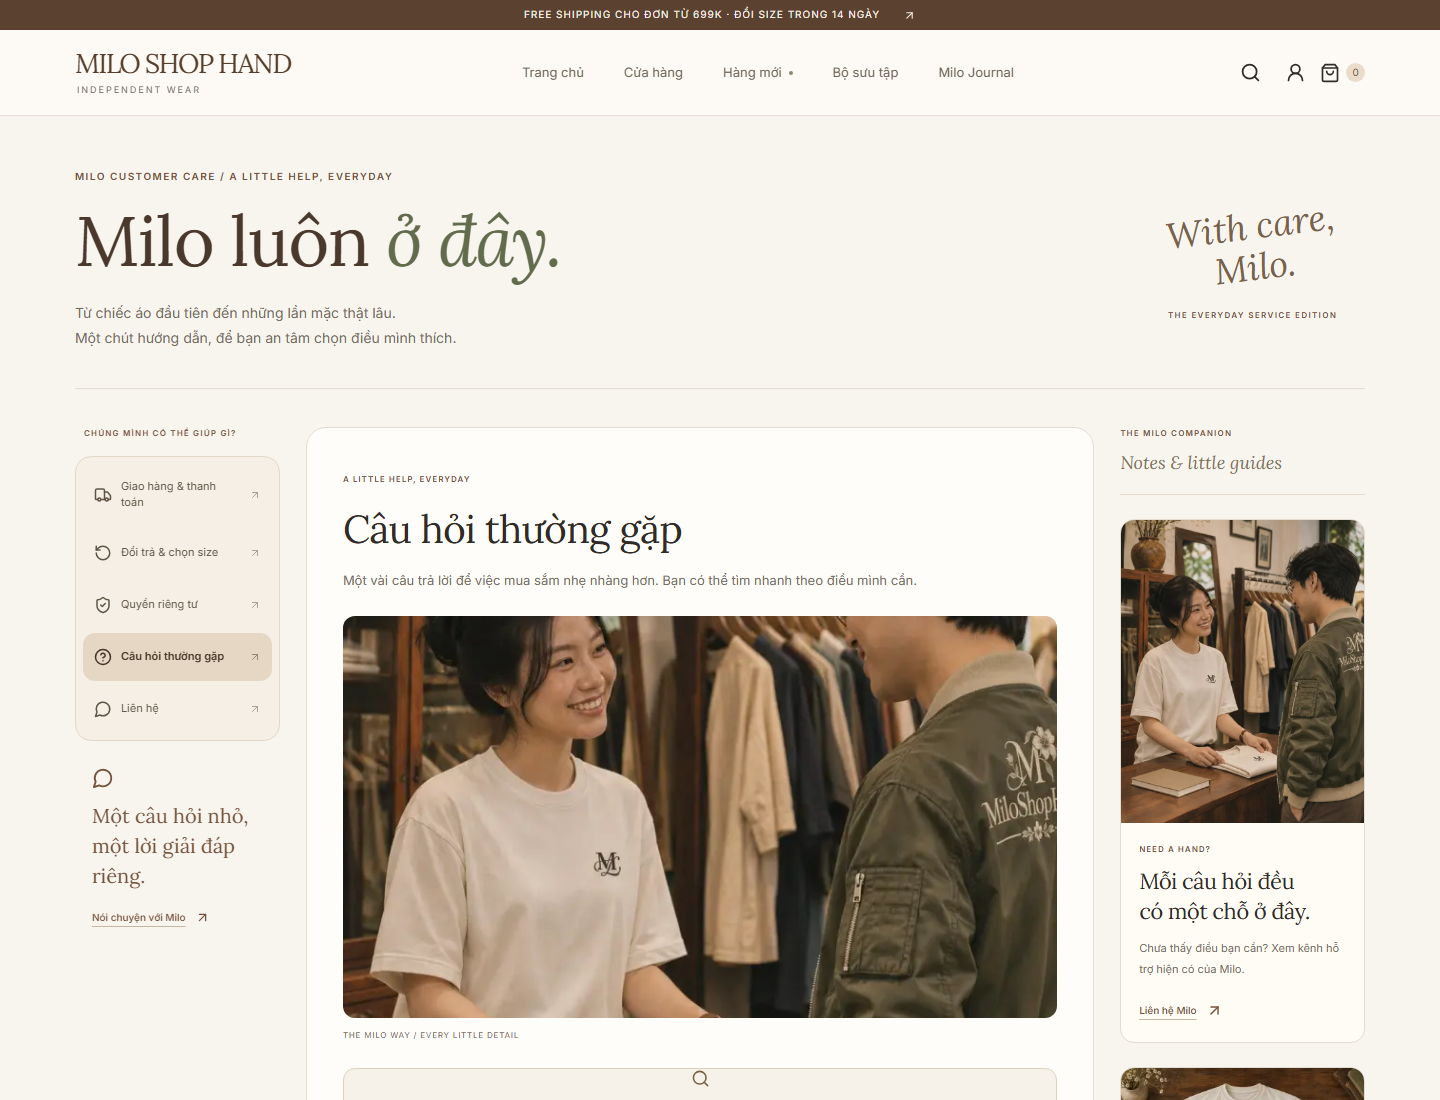 FREE SHIPPING CHO ĐƠN TỪ 699K · ĐỔI SIZE TRONG 14 NGÀY
MILO SHOP HAND
INDEPENDENT WEAR
Trang chủ
Cửa hàng
Hàng mới
Bộ sưu tập
Milo Journal
0
MILO CUSTOMER CARE / A LITTLE HELP, EVERYDAY
Milo luôn ở đây.
Từ chiếc áo đầu tiên đến những lần mặc thật lâu.
Một chút hướng dẫn, để bạn an tâm chọn điều mình thích.
With care,
Milo.
THE EVERYDAY SERVICE EDITION
CHÚNG MÌNH CÓ THỂ GIÚP GÌ?
Giao hàng & thanh
toán
Đổi trả & chọn size
Quyền riêng tư
Câu hỏi thường gặp
Liên hệ
Một câu hỏi nhỏ,
một lời giải đáp
riêng.
Nói chuyện với Milo
A LITTLE HELP, EVERYDAY
Câu hỏi thường gặp
Một vài câu trả lời để việc mua sắm nhẹ nhàng hơn. Bạn có thể tìm nhanh theo điều mình cần.
THE MILO WAY / EVERY LITTLE DETAIL
THE MILO COMPANION
Notes & little guides
NEED A HAND?
Mỗi câu hỏi đều
có một chỗ ở đây.
Chưa thấy điều bạn cần? Xem kênh hỗ
trợ hiện có của Milo.
Liên hệ Milo